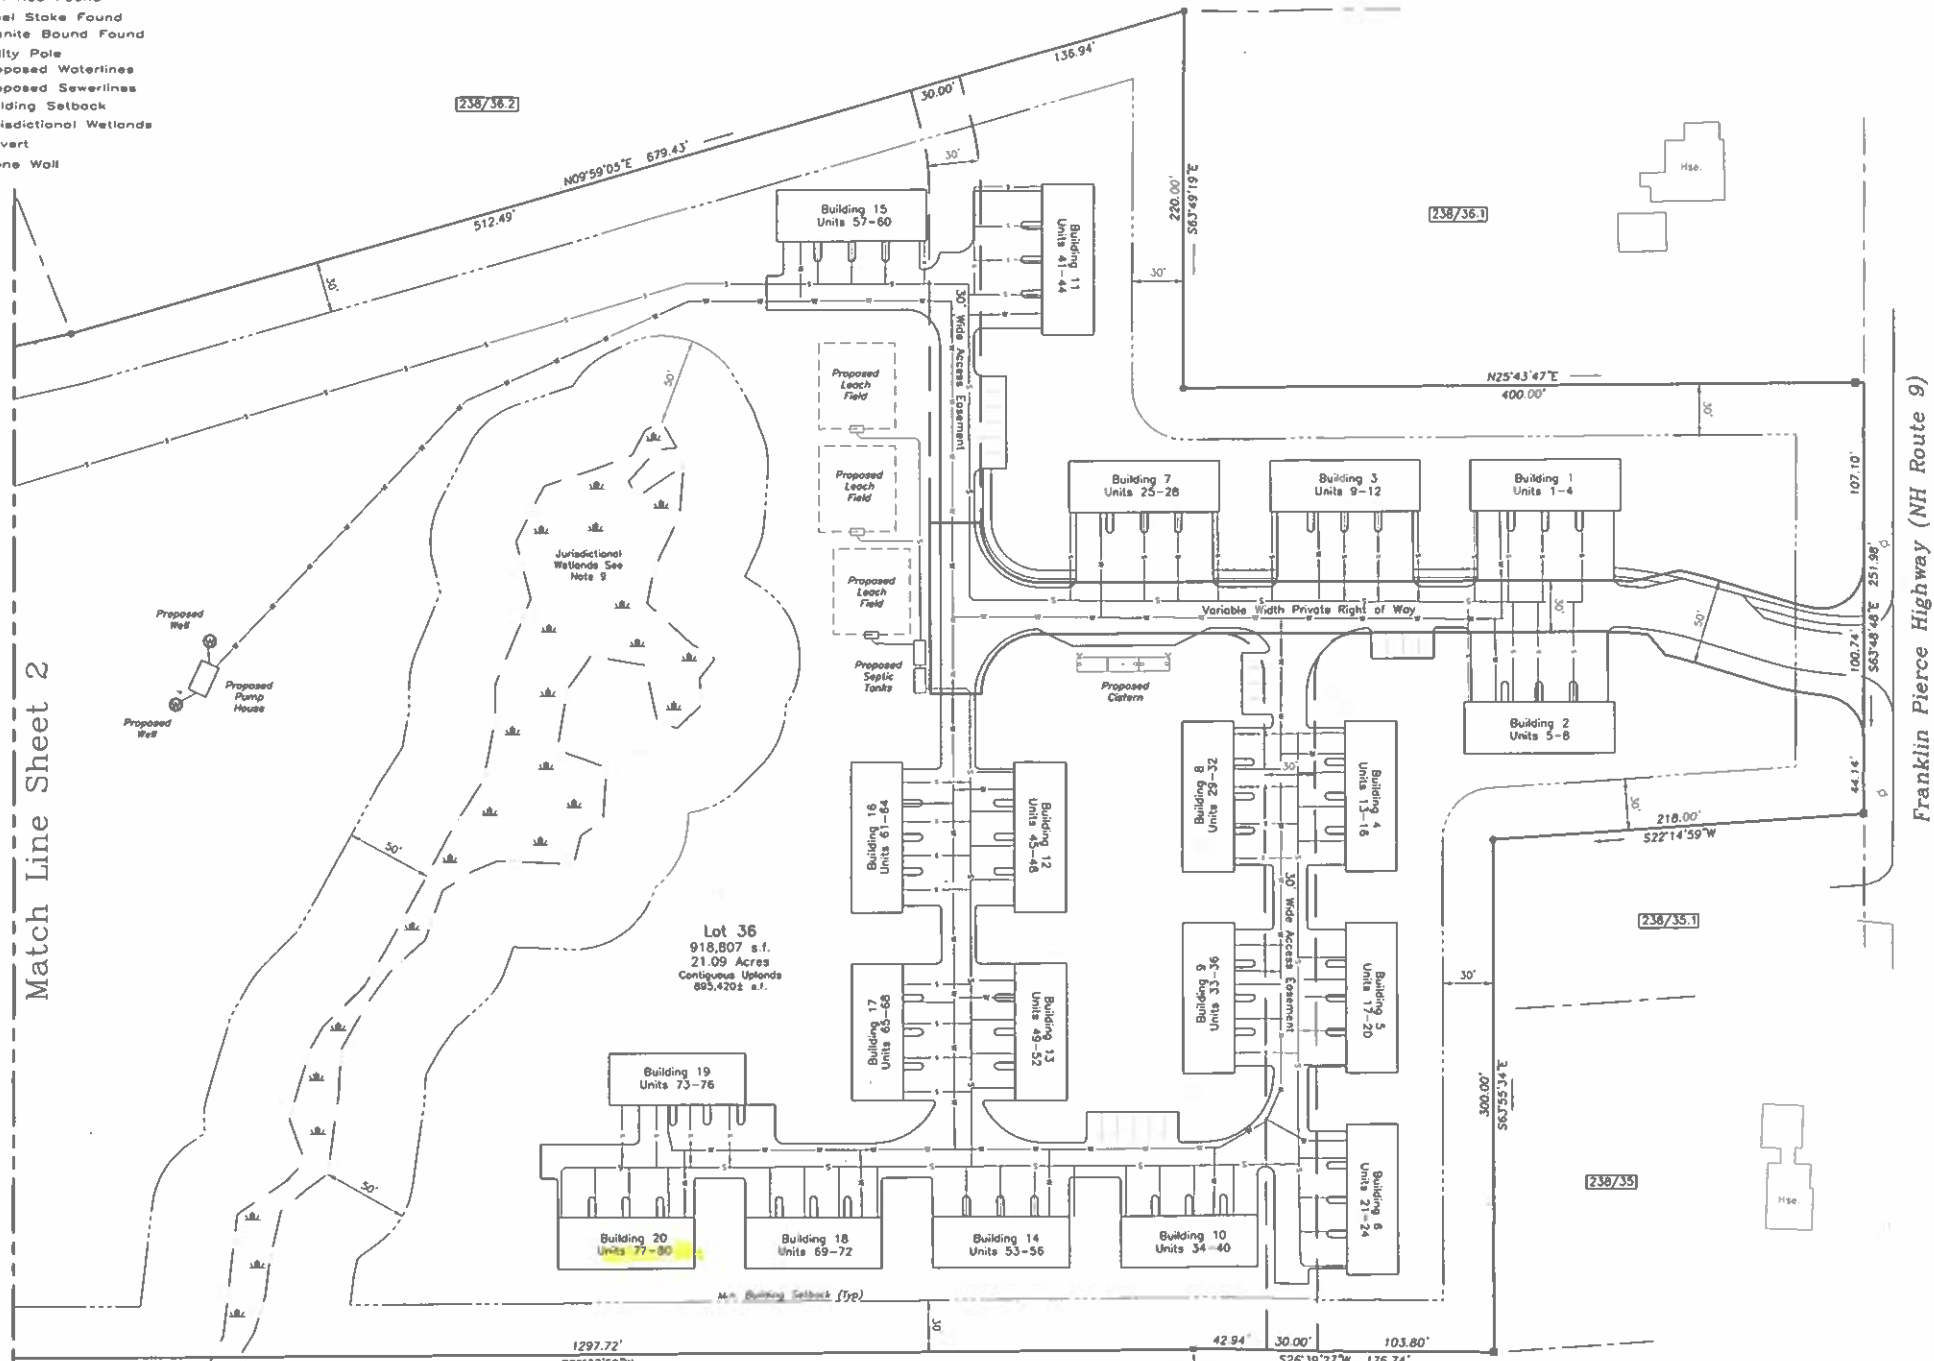 Stake Found
Bound Found
Pole
Waterlines
Sewerlines
Setback
Wetlands
Wall
238/36.2
136.94'
30.00'
30'
N09°59'05"E 679.43'
512.49'
30'
Building 15
Units 57-60
Building 11
Units 41-44
220.00'
S63°49'19"E
30'
238/36.1
Hse.
N25°43'47"E
400.00'
30'
107.10'
S63°48'48"E 251.98'
100.74'
44.14'
Franklin Pierce Highway (NH Route 9)
30' Wide Access Easement
50'
Proposed
Leach
Field
Proposed
Leach
Field
Proposed
Leach
Field
Proposed
Septic
Tanks
Building 7
Units 25-28
Building 3
Units 9-12
Building 1
Units 1-4
Jurisdictional
Wetlands See
Note 9
Variable Width Private Right of Way
30'
50'
Proposed
Well
Proposed
Pump
House
Proposed
Well
Proposed
Cistern
Building 2
Units 5-8
Match Line Sheet 2
Building 8
Units 29-32
30'
Building 4
Units 13-16
Building 16
Units 61-64
Building 12
Units 45-48
30'
218.00'
S22°14'59"W
50'
238/35.1
Lot 36
918,807 s.f.
21.09 Acres
Contiguous Uplands
895,420± s.f.
30' Wide Access Easement
Building 9
Units 33-36
Building 5
Units 17-20
Building 17
Units 65-68
Building 13
Units 49-52
30'
300.00'
S63°55'34"E
Building 19
Units 73-76
Building 6
Units 21-24
238/35
Hse.
50'
Building 20
Units 77-80
Building 18
Units 69-72
Building 14
Units 53-56
Building 10
Units 34-40
Building Setback (Typ)
30'
1297.72'
42.94'
30.00'
103.80'
S26°39'27"W 176.74'